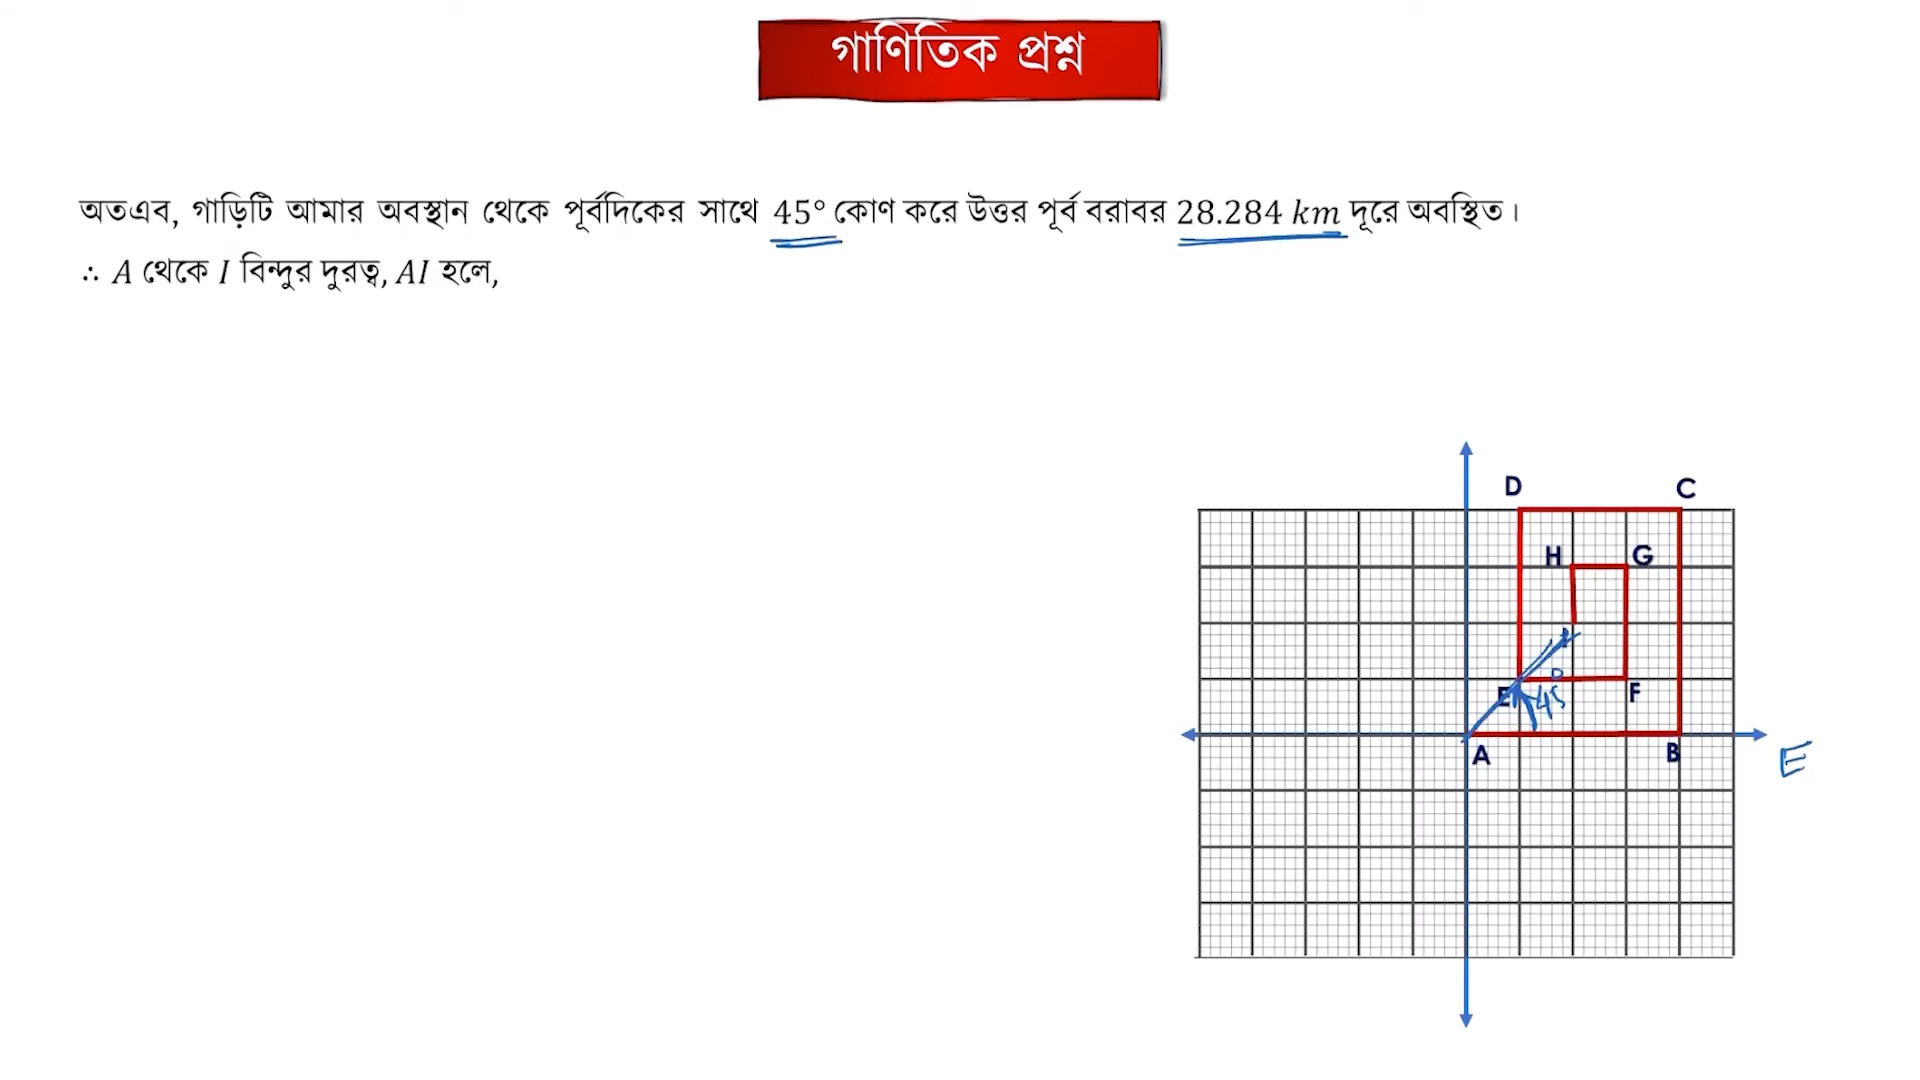 গাণিতিক প্রশ্ন
অতএব, গাড়িটি আমার অবস্থান থেকে পূর্বদিকের সাথে 45° কোণ করে উত্তর পূর্ব বরাবর 28.284 km দূরে অবস্থিত।
∴ A থেকে I বিন্দুর দুরত্ব, AI হলে,
D C
H G
E 45° F
A B E